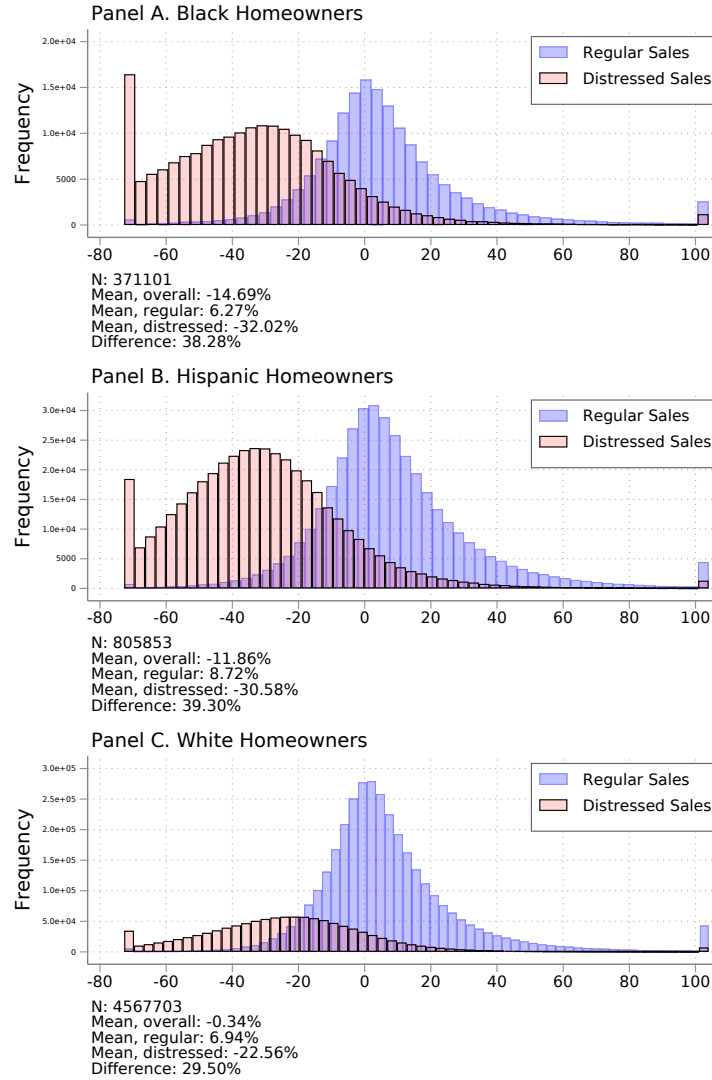 Panel A. Black Homeowners
Regular Sales
Distressed Sales
Frequency
2.0e+04
1.5e+04
1.0e+04
5000
0
-80 -60 -40 -20 0 20 40 60 80 100
N: 371101
Mean, overall: -14.69%
Mean, regular: 6.27%
Mean, distressed: -32.02%
Difference: 38.28%
Panel B. Hispanic Homeowners
Regular Sales
Distressed Sales
Frequency
3.0e+04
2.5e+04
2.0e+04
1.5e+04
1.0e+04
5000
0
-80 -60 -40 -20 0 20 40 60 80 100
N: 805853
Mean, overall: -11.86%
Mean, regular: 8.72%
Mean, distressed: -30.58%
Difference: 39.30%
Panel C. White Homeowners
Regular Sales
Distressed Sales
Frequency
3.0e+05
2.5e+05
2.0e+05
1.5e+05
1.0e+05
5.0e+04
0
-80 -60 -40 -20 0 20 40 60 80 100
N: 4567703
Mean, overall: -0.34%
Mean, regular: 6.94%
Mean, distressed: -22.56%
Difference: 29.50%